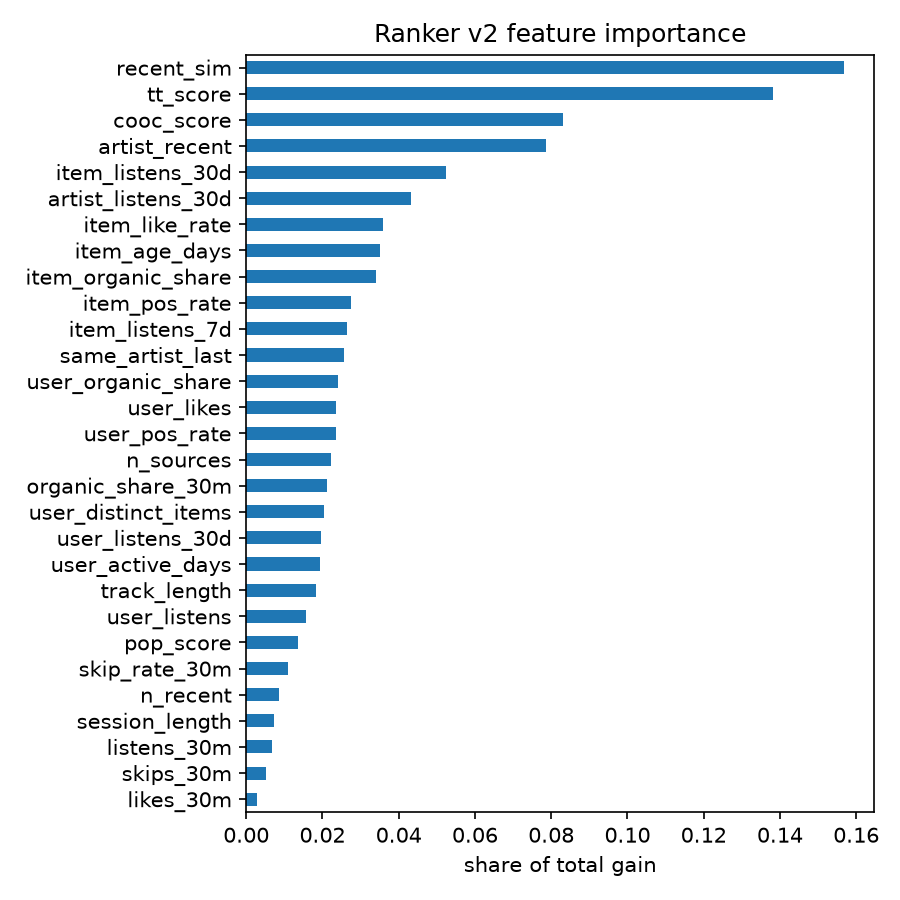 Ranker v2 feature importance
recent_sim
tt_score
cooc_score
artist_recent
item_listens_30d
artist_listens_30d
item_like_rate
item_age_days
item_organic_share
item_pos_rate
item_listens_7d
same_artist_last
user_organic_share
user_likes
user_pos_rate
n_sources
organic_share_30m
user_distinct_items
user_listens_30d
user_active_days
track_length
user_listens
pop_score
skip_rate_30m
n_recent
session_length
listens_30m
skips_30m
likes_30m
0.00 0.02 0.04 0.06 0.08 0.10 0.12 0.14 0.16
share of total gain